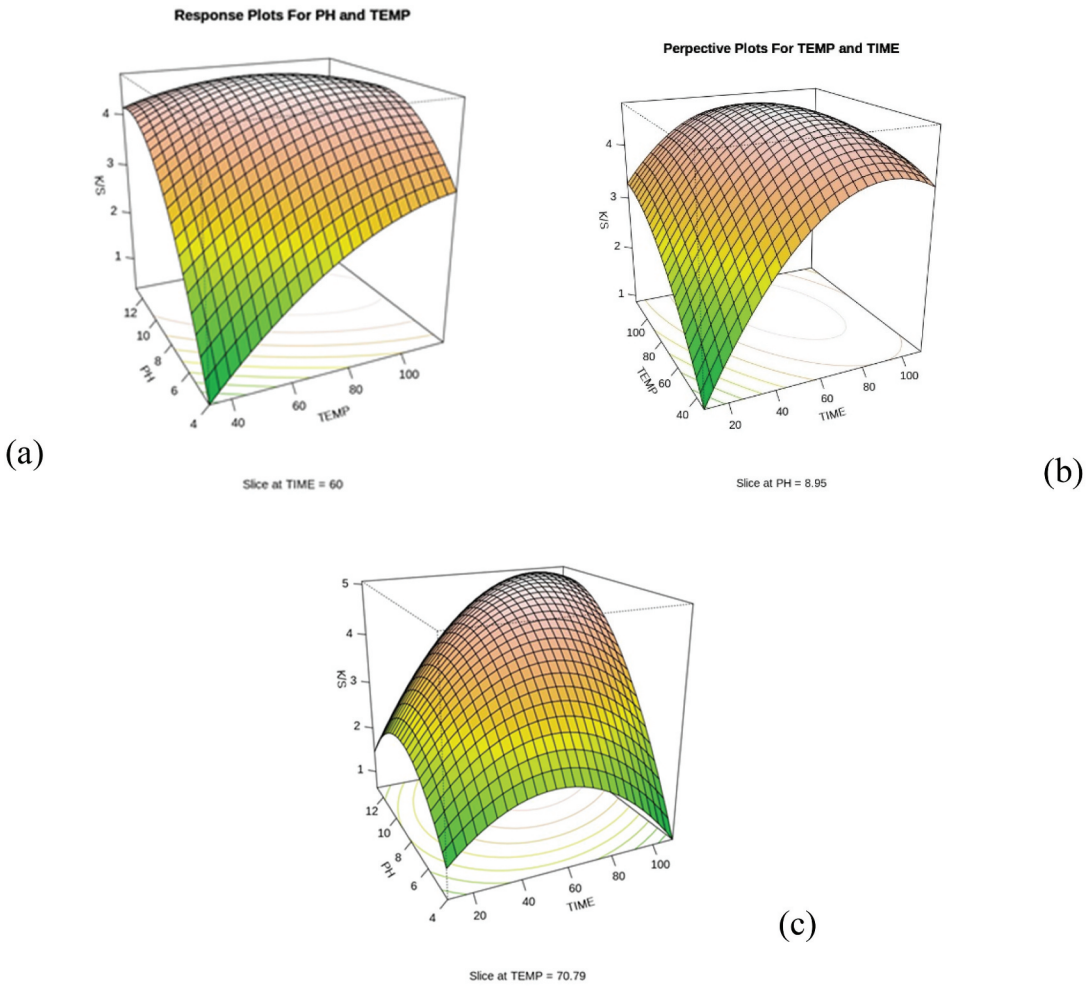 Response Plots For PH and TEMP
4
3
K/S
2
1
12
10
8
PH
6
4
40
60
TEMP
80
100
Slice at TIME = 60
(a)
Perpective Plots For TEMP and TIME
4
3
K/S
2
1
100
80
TEMP
60
40
20
40
60
TIME
80
100
Slice at PH = 8.95
(b)
5
4
K/S
3
2
1
12
10
8
PH
6
4
20
40
60
TIME
80
100
Slice at TEMP = 70.79
(c)